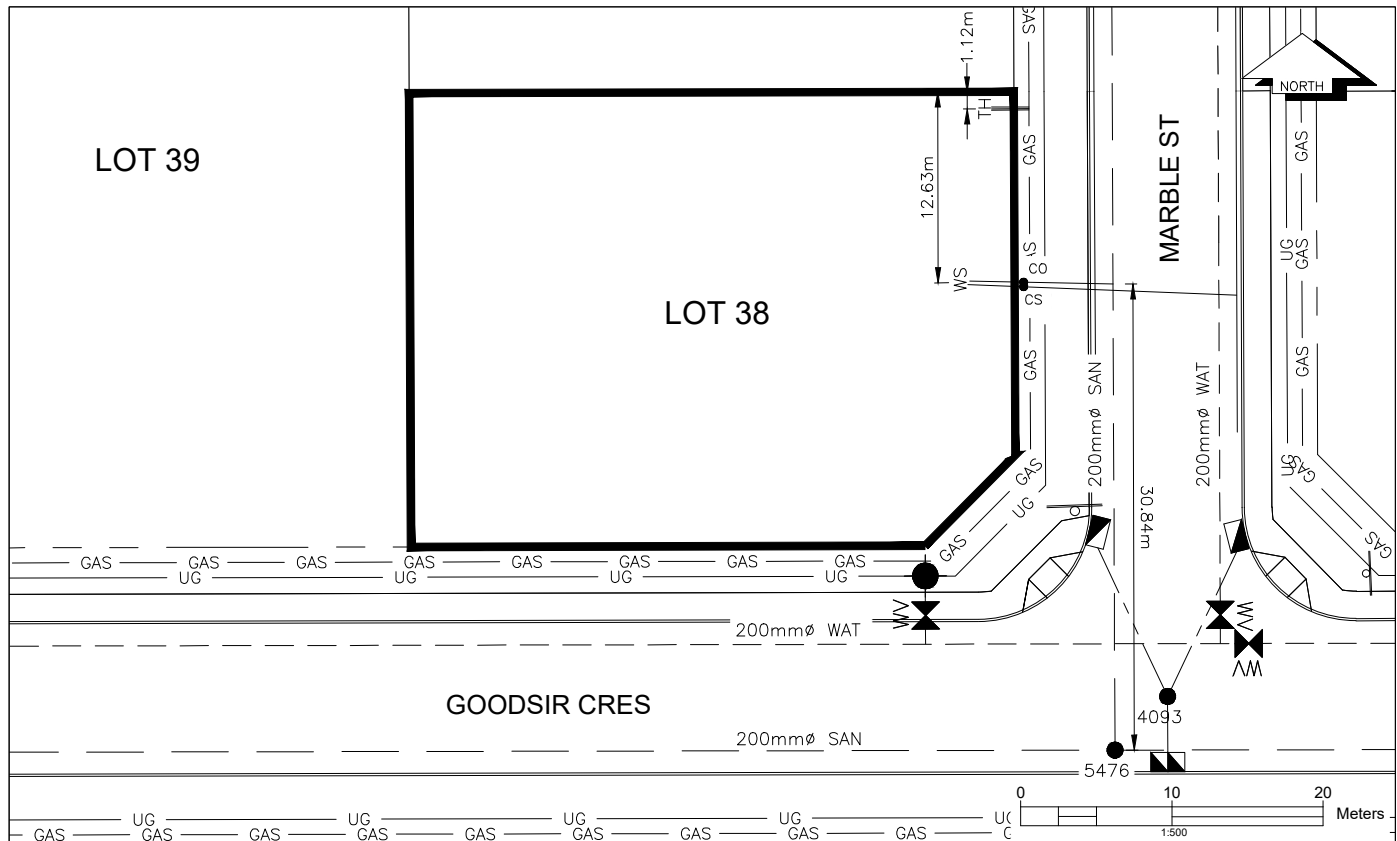 GAS
1.12m
NORTH
TH
GAS
GAS
LOT 39
MARBLE ST
12.63m
UG
GAS
AS
CO
WS
CS
LOT 38
GAS
GAS
200mmø SAN
200mmø WAT
GAS
UG
GAS
UG
30.84m
GAS
GAS
GAS GAS GAS GAS GAS GAS GAS
UG UG UG UG
WV
WV
200mmø WAT
WV
GOODSIR CRES
4093
200mmø SAN
5476
0 10 20
Meters
1:500
UG UG UG UG UG
GAS GAS GAS GAS GAS GAS GAS GAS GAS